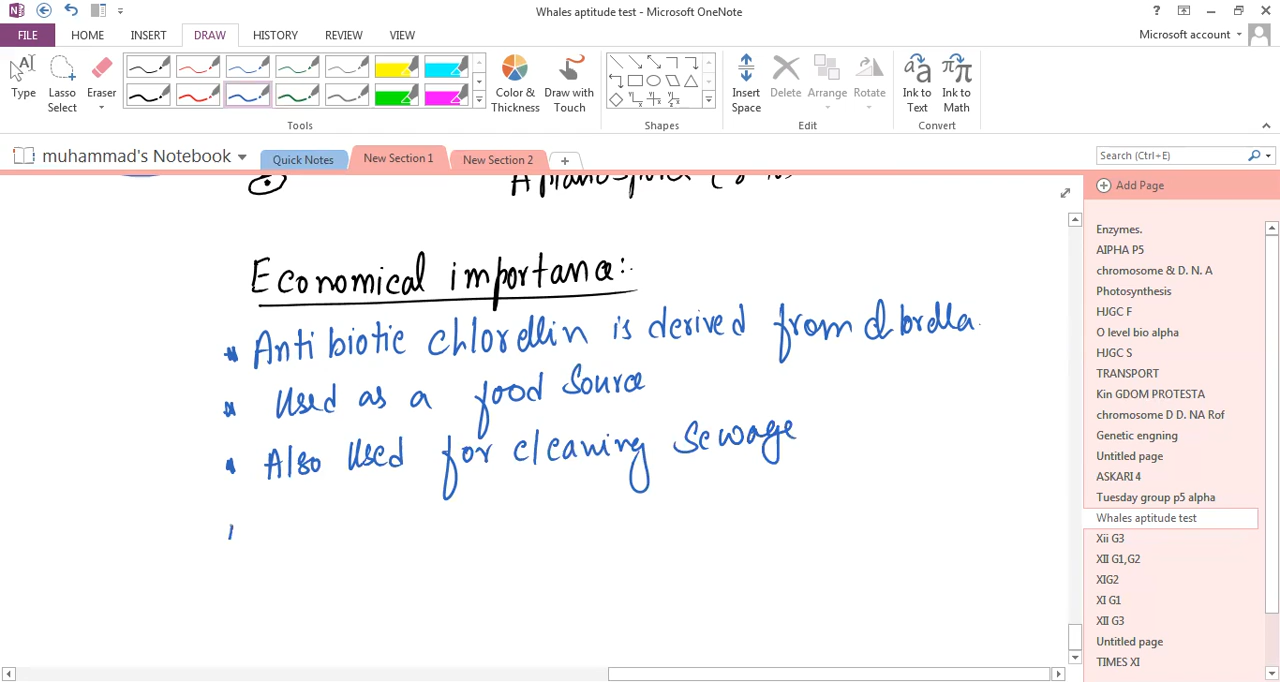 Whales aptitude test - Microsoft OneNote
?
FILE HOME INSERT DRAW HISTORY REVIEW VIEW
Microsoft account
Type Lasso Select Eraser Color & Thickness Draw with Touch Insert Space Delete Arrange Rotate Ink to Text Ink to Math
Tools Shapes Edit Convert
muhammad's Notebook Quick Notes New Section 1 New Section 2 +
Search (Ctrl+E)
Add Page
Economical importance:
* Antibiotic chlorellin is derived from
* Used as a food source
* Also used for cleaning sewage
Enzymes.
AlPHA P5
chromosome & D. N. A
Photosynthesis
HJGC F
O level bio alpha
HJGC S
TRANSPORT
Kin GDOM PROTESTA
chromosome D D. NA Rof
Genetic engning
Untitled page
ASKARI 4
Tuesday group p5 alpha
Whales aptitude test
Xii G3
XII G1,G2
XIG2
XI G1
XII G3
Untitled page
TIMES XI